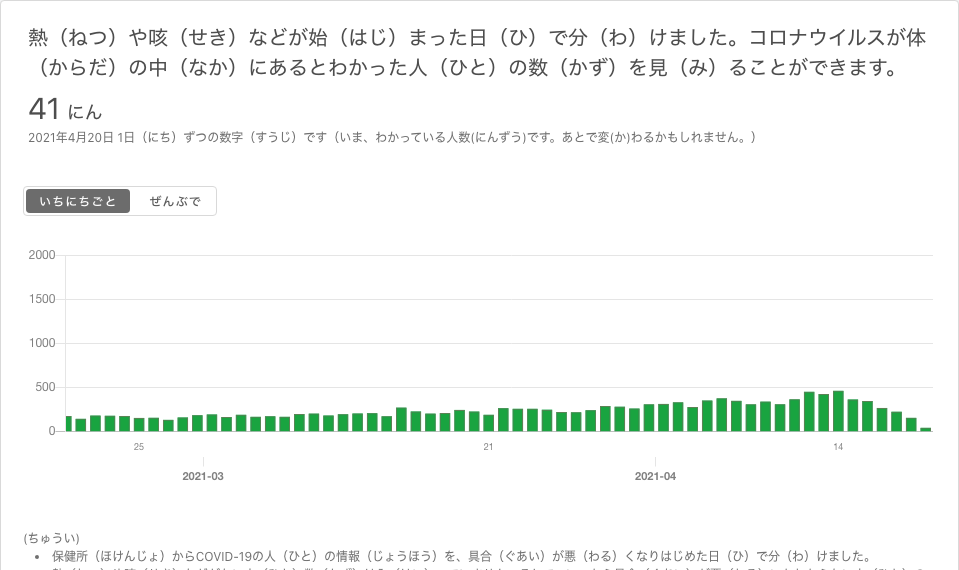 熱（ねつ）や咳（せき）などが始（はじ）まった日（ひ）で分（わ）けました。コロナウイルスが体
（からだ）の中（なか）にあるとわかった人（ひと）の数（かず）を見（み）ることができます。
41 にん
2021年4月20日 1日（にち）ずつの数字（すうじ）です（いま、わかっている人数(にんずう)です。あとで変(か)わるかもしれません。）
いちにちごと ぜんぶで
2000
1500
1000
500
0
25 21 14
2021-03 2021-04
(ちゅうい)
• 保健所（ほけんじょ）からCOVID-19の人（ひと）の情報（じょうほう）を、具合（ぐあい）が悪（わる）くなりはじめた日（ひ）で分（わ）けました。